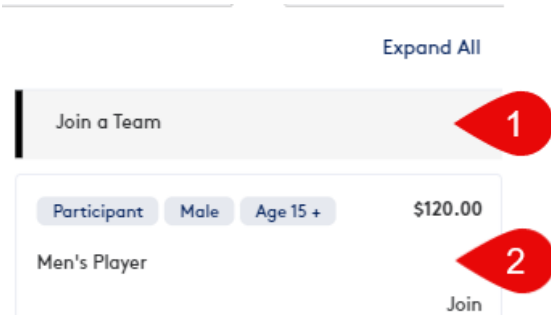 Expand All
Join a Team
1
Participant Male Age 15 + $120.00
Men's Player
2
Join